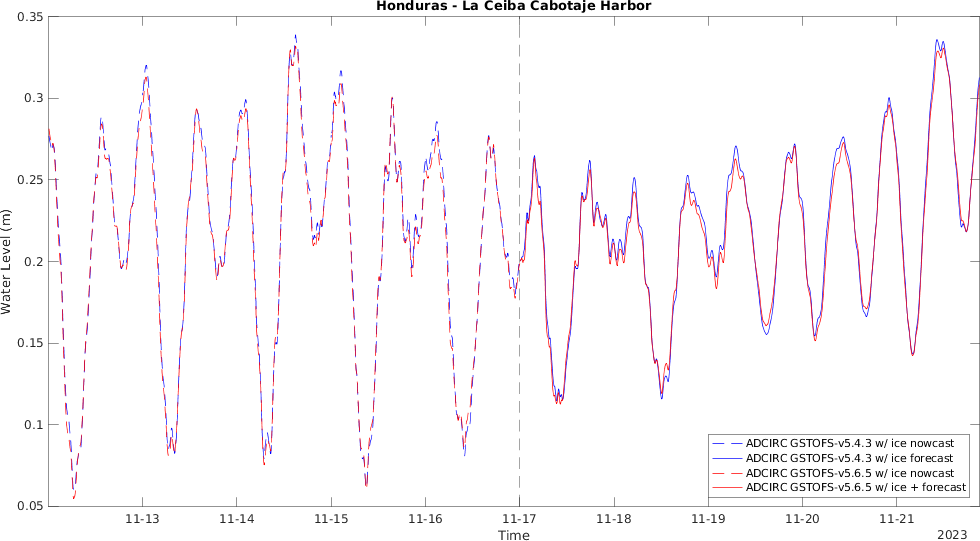 Honduras - La Ceiba Cabotaje Harbor
0.35
0.3
0.25
0.2
0.15
0.1
0.05
Water Level (m)
ADCIRC GSTOFS-v5.4.3 w/ ice nowcast
ADCIRC GSTOFS-v5.4.3 w/ ice forecast
ADCIRC GSTOFS-v5.6.5 w/ ice nowcast
ADCIRC GSTOFS-v5.6.5 w/ ice + forecast
11-13 11-14 11-15 11-16 11-17 11-18 11-19 11-20 11-21
Time
2023